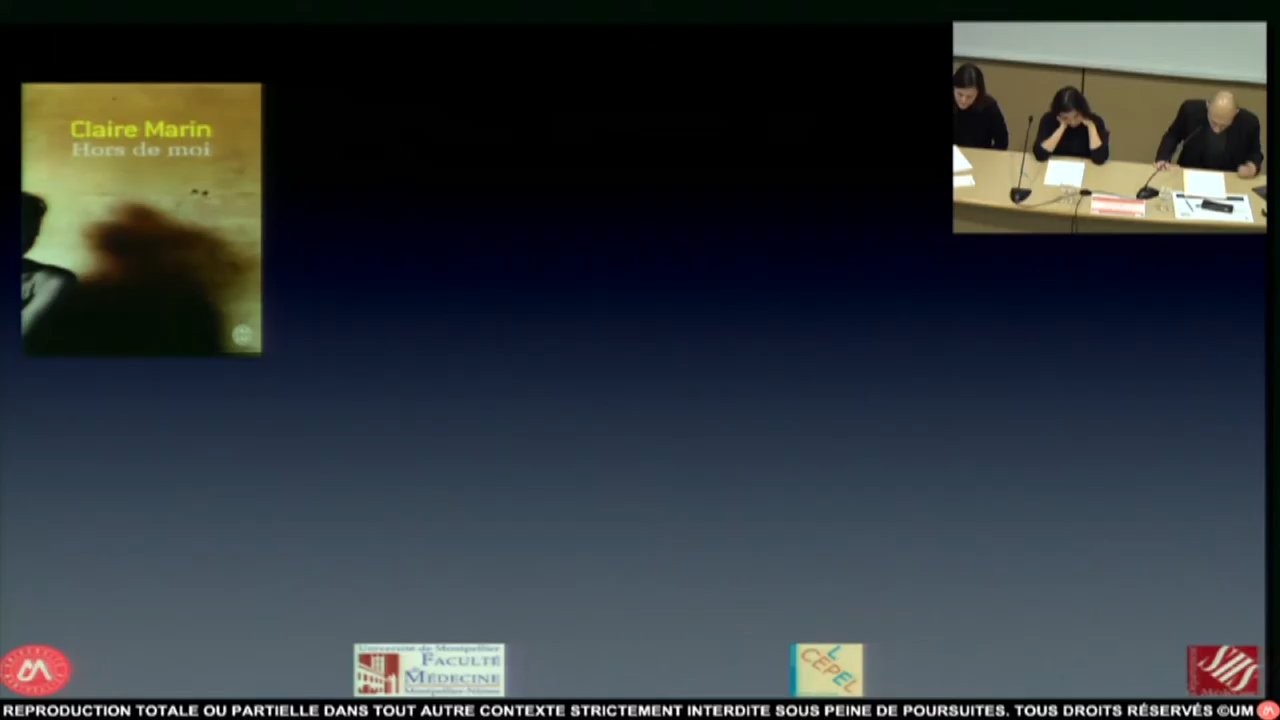 Claire Marin
Hors de moi
Université de Montpellier
FACULTÉ
de
MÉDECINE
Montpellier-Nîmes
CEPEL
REPRODUCTION TOTALE OU PARTIELLE DANS TOUT AUTRE CONTEXTE STRICTEMENT INTERDITE SOUS PEINE DE POURSUITES. TOUS DROITS RÉSERVÉS ©UM